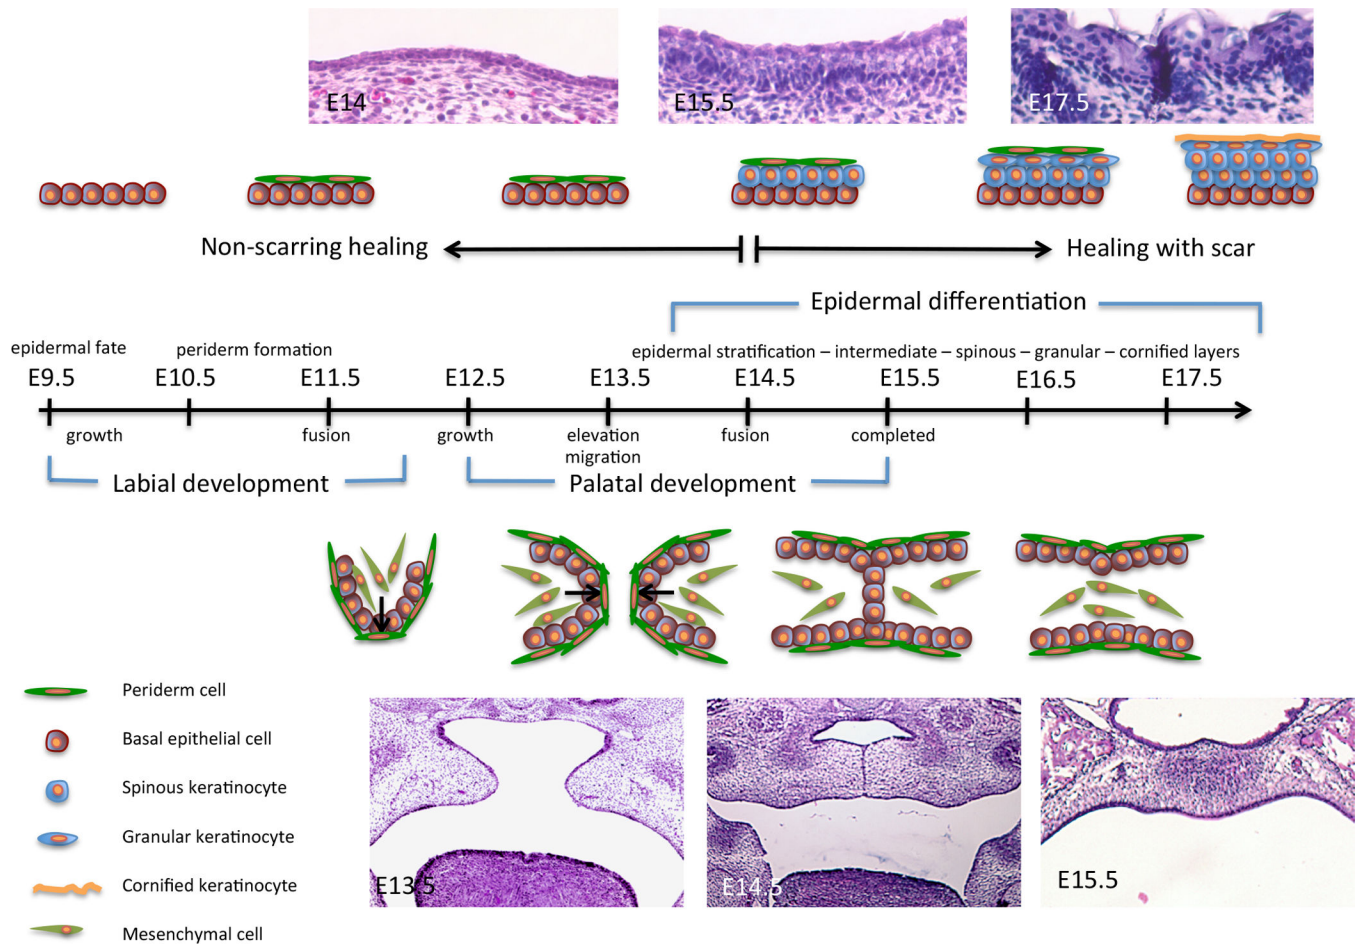 E14
E15.5
E17.5
Non-scarring healing
Healing with scar
Epidermal differentiation
epidermal fate
periderm formation
epidermal stratification – intermediate – spinous – granular – cornified layers
E9.5
E10.5
E11.5
E12.5
E13.5
E14.5
E15.5
E16.5
E17.5
growth
fusion
growth
elevation
migration
fusion
completed
Labial development
Palatal development
Periderm cell
Basal epithelial cell
Spinous keratinocyte
Granular keratinocyte
Cornified keratinocyte
Mesenchymal cell
E13.5
E14.5
E15.5